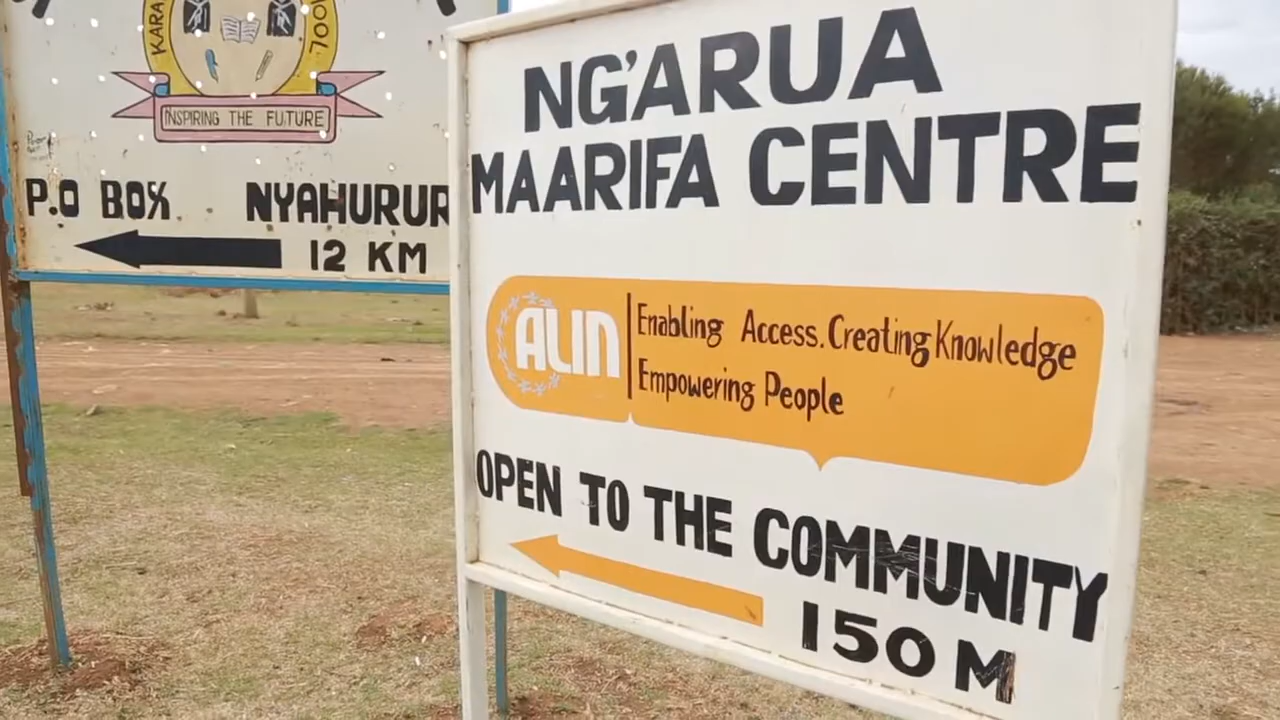 INSPIRING THE FUTURE
P.O BOX NYAHURUR
12 KM
NG'ARUA
MAARIFA CENTRE
ALIN
Enabling Access. Creating Knowledge
Empowering People
OPEN TO THE COMMUNITY
150 M